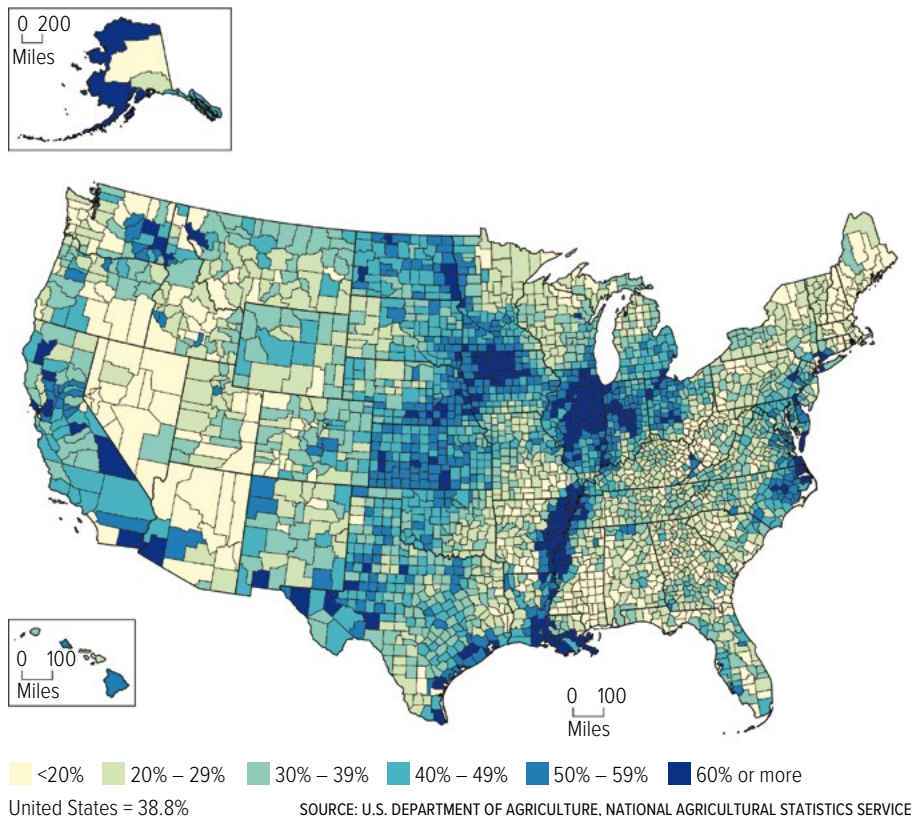 0 200
Miles
0 100
Miles
0 100
Miles
<20%
20% – 29%
30% – 39%
40% – 49%
50% – 59%
60% or more
United States = 38.8%
SOURCE: U.S. DEPARTMENT OF AGRICULTURE, NATIONAL AGRICULTURAL STATISTICS SERVICE